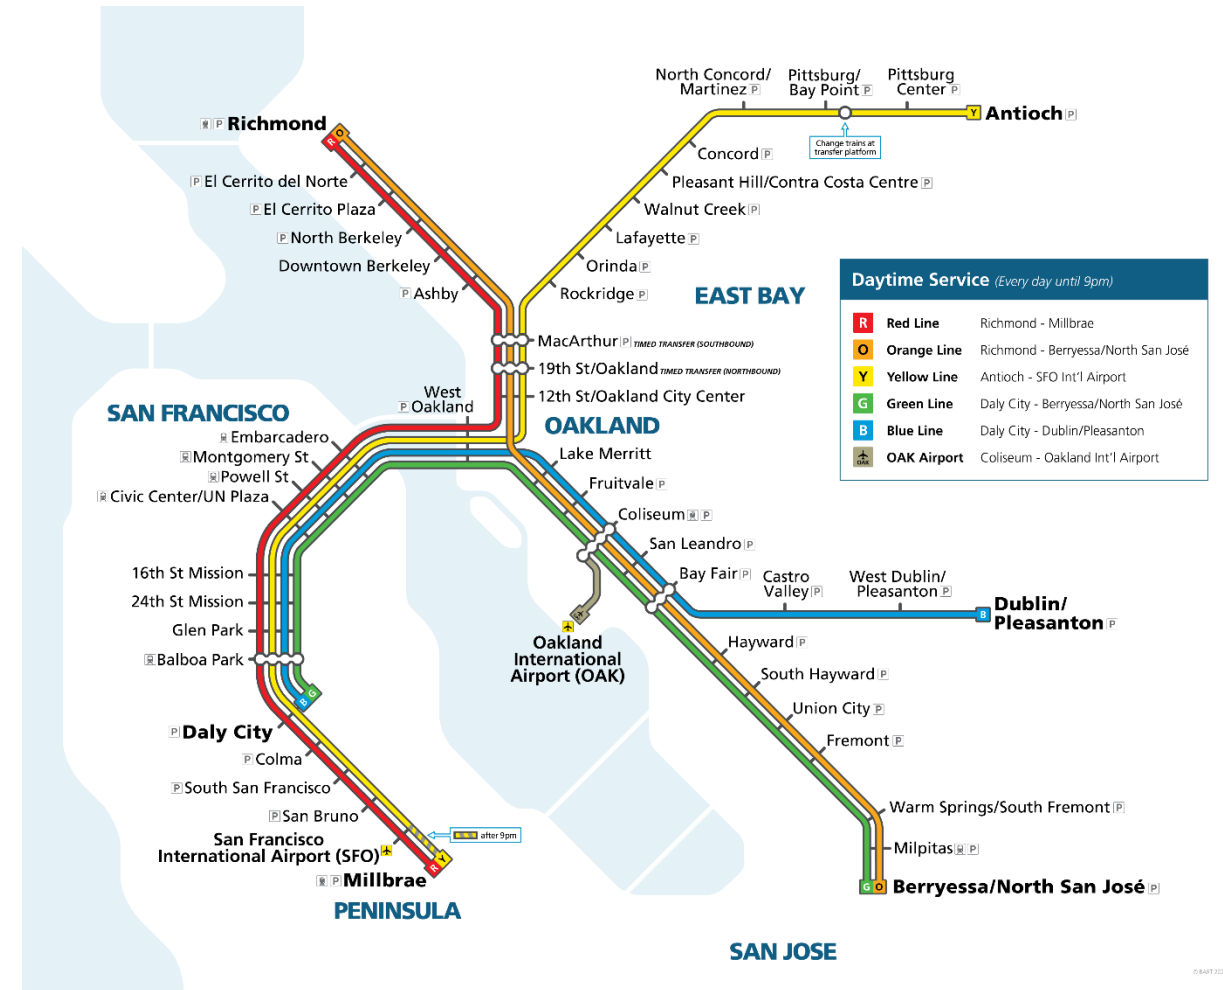 North Concord/
Martinez P
Pittsburg/
Bay Point P
Pittsburg
Center P
Antioch P
Y
Change trains at
transfer platform
P Richmond
O
R
Concord P
P El Cerrito del Norte
Pleasant Hill/Contra Costa Centre P
P El Cerrito Plaza
Walnut Creek P
P North Berkeley
Lafayette P
Downtown Berkeley
Orinda P
P Ashby
Rockridge P
EAST BAY
Daytime Service (Every day until 9pm)
R Red Line Richmond - Millbrae
O Orange Line Richmond - Berryessa/North San José
Y Yellow Line Antioch - SFO Int'l Airport
G Green Line Daly City - Berryessa/North San José
B Blue Line Daly City - Dublin/Pleasanton
OAK OAK Airport Coliseum - Oakland Int'l Airport
MacArthur P TIMED TRANSFER (SOUTHBOUND)
19th St/Oakland TIMED TRANSFER (NORTHBOUND)
12th St/Oakland City Center
West
P Oakland
SAN FRANCISCO
OAKLAND
Embarcadero
Montgomery St
Powell St
Civic Center/UN Plaza
Lake Merritt
Fruitvale P
Coliseum P
San Leandro P
Bay Fair P
Castro
Valley P
West Dublin/
Pleasanton P
B
Dublin/
Pleasanton P
16th St Mission
24th St Mission
Glen Park
Balboa Park
Oakland
International
Airport (OAK)
Hayward P
South Hayward P
Union City P
Fremont P
B
G
P Daly City
P Colma
P South San Francisco
P San Bruno
San Francisco
International Airport (SFO)
after 9pm
Y
R
P Millbrae
PENINSULA
Warm Springs/South Fremont P
Milpitas P
G
O
Berryessa/North San José P
SAN JOSE